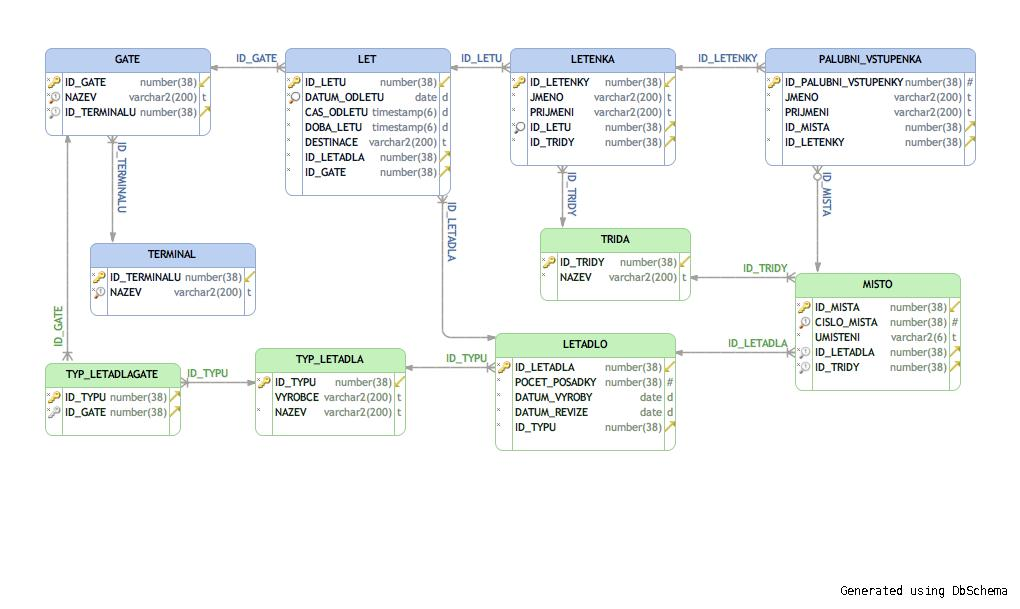 GATE
ID_GATE number(38)
NAZEV varchar2(200) t
ID_TERMINALU number(38)
ID_GATE
LET
ID_LETU number(38)
DATUM_ODLETU date d
CAS_ODLETU timestamp(6) d
DOBA_LETU timestamp(6) d
DESTINACE varchar2(200) t
ID_LETADLA number(38)
ID_GATE number(38)
ID_LETU
LETENKA
ID_LETENKY number(38)
JMENO varchar2(200) t
PRIJMENI varchar2(200) t
ID_LETU number(38)
ID_TRIDY number(38)
ID_LETENKY
PALUBNI_VSTUPENKA
ID_PALUBNI_VSTUPENKY number(38) #
JMENO varchar2(200) t
PRIJMENI varchar2(200) t
ID_MISTA number(38)
ID_LETENKY number(38)
ID_TERMINALU
ID_LETADLA
ID_TRIDY
ID_MISTA
TERMINAL
ID_TERMINALU number(38)
NAZEV varchar2(200) t
TRIDA
ID_TRIDY number(38)
NAZEV varchar2(200) t
ID_TRIDY
MISTO
ID_MISTA number(38)
CISLO_MISTA number(38) #
UMISTENI varchar2(6) t
ID_LETADLA number(38)
ID_TRIDY number(38)
ID_GATE
TYP_LETADLAGATE
ID_TYPU number(38)
ID_GATE number(38)
ID_TYPU
TYP_LETADLA
ID_TYPU number(38)
VYROBCE varchar2(200) t
NAZEV varchar2(200) t
ID_TYPU
LETADLO
ID_LETADLA number(38)
POCET_POSADKY number(38) #
DATUM_VYROBY date d
DATUM_REVIZE date d
ID_TYPU number(38)
ID_LETADLA
Generated using DbSchema